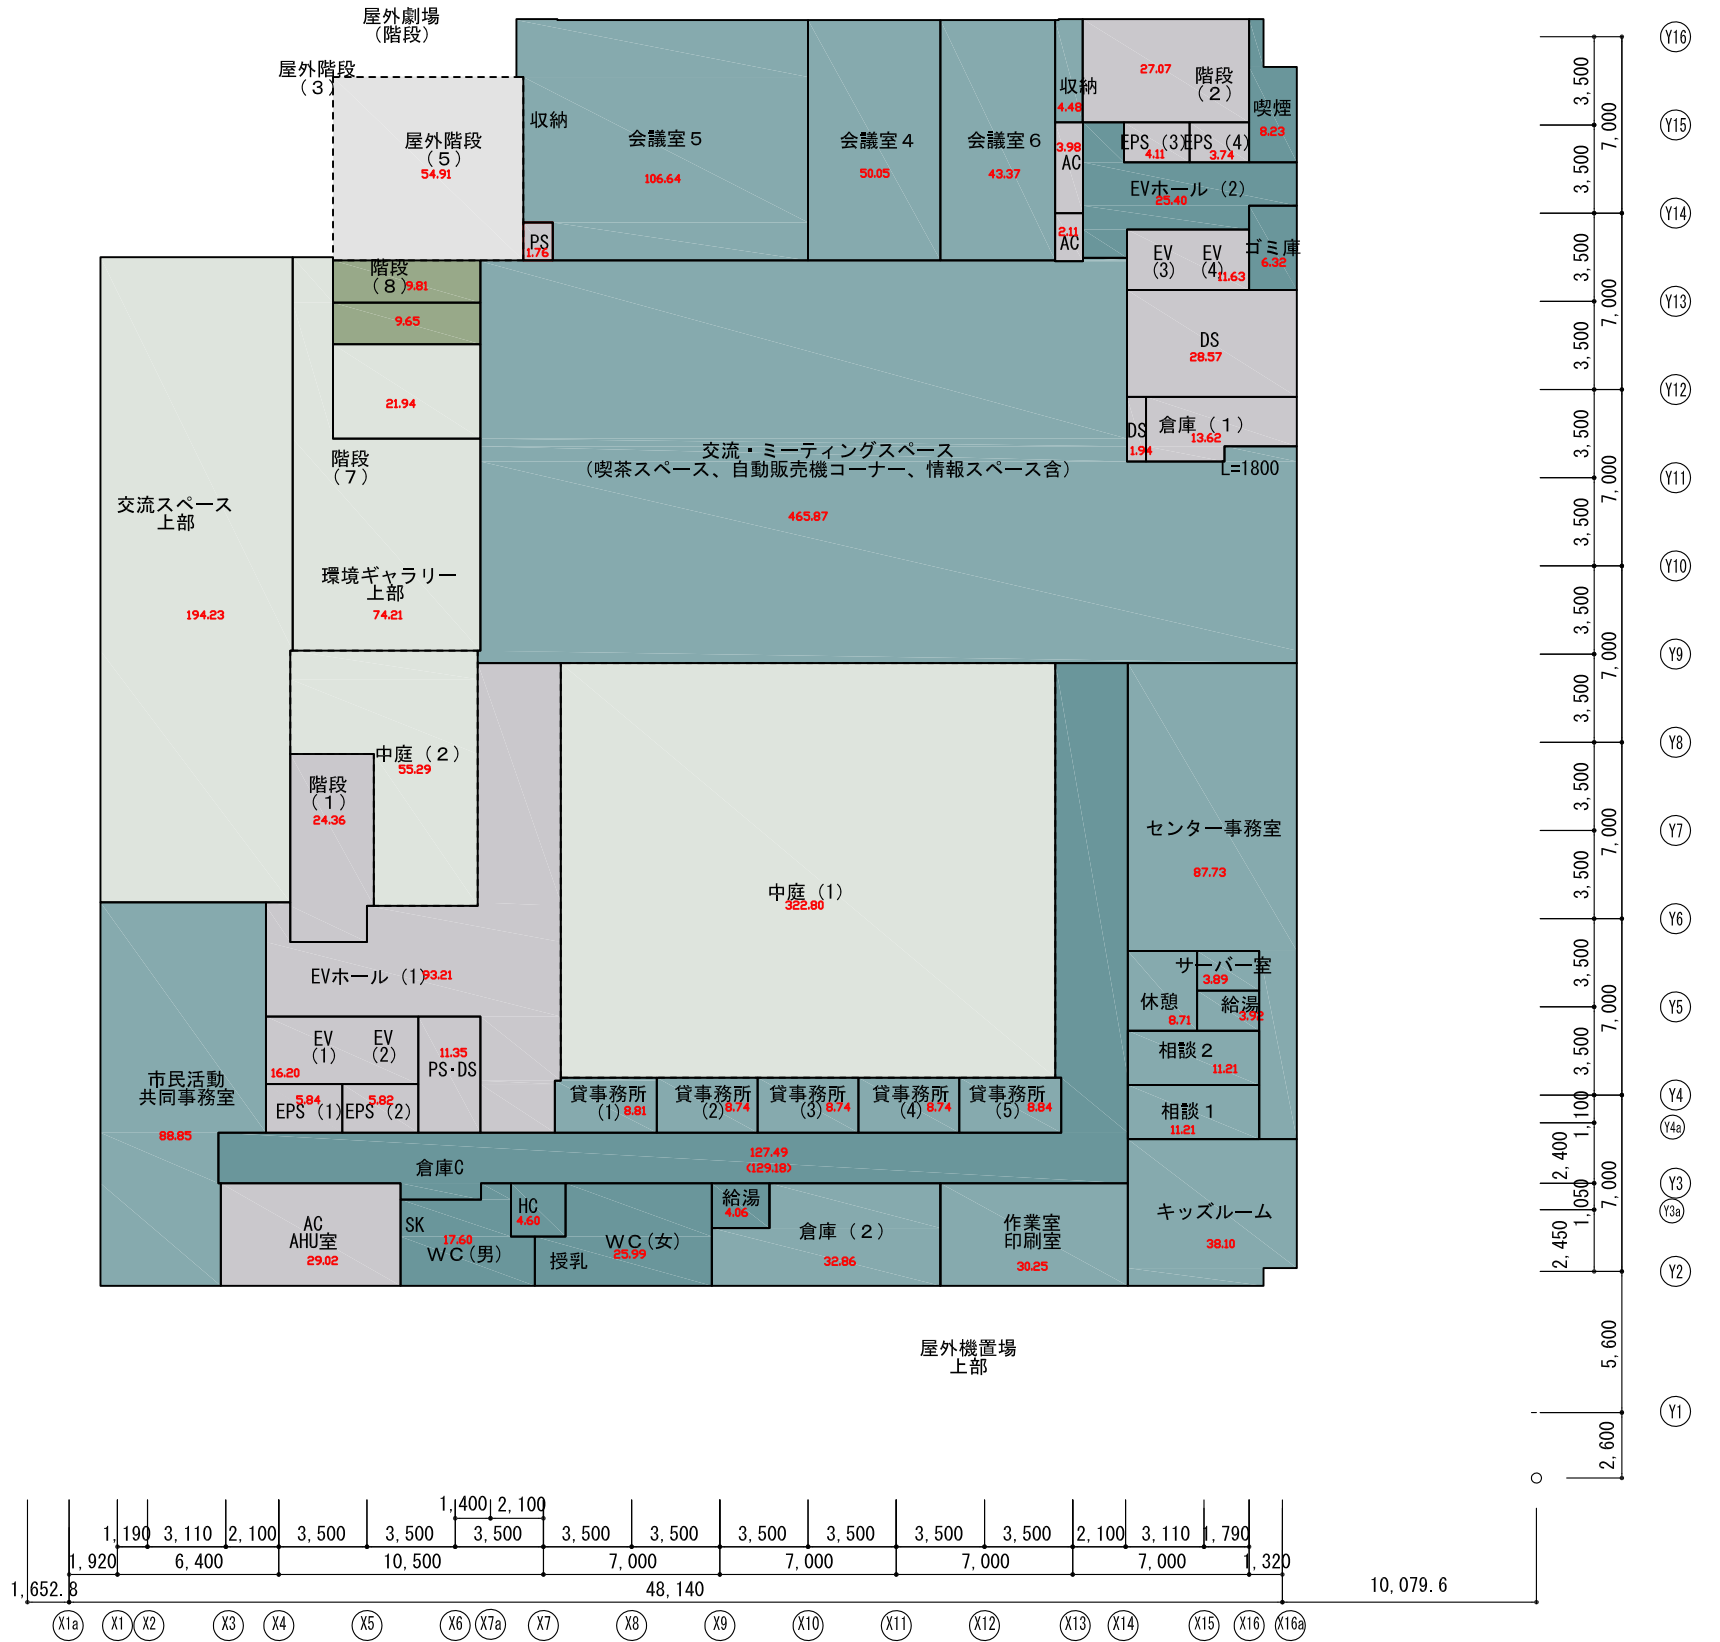 屋外劇場
（階段）
屋外階段
（３）
屋外階段
（５）
54.91
収納
会議室５
106.64
会議室４
50.05
会議室６
43.37
収納
4.48
27.07
階段
（２）
喫煙
8.23
3.98
AC
EPS（3）
4.11
EPS（4）
3.74
EVホール（2）
25.40
2.11
AC
PS
1.76
EV
(3)
EV
(4)
11.63
ゴミ庫
6.32
階段
（８）
9.81
9.65
21.94
DS
28.57
DS
1.94
倉庫（１）
13.62
L=1800
交流・ミーティングスペース
（喫茶スペース、自動販売機コーナー、情報スペース含）
465.87
階段
（７）
交流スペース
上部
194.23
環境ギャラリー
上部
74.21
中庭（２）
55.29
階段
（１）
24.36
中庭（1）
322.80
センター事務室
87.73
EVホール（1）
93.21
サーバー室
3.89
休憩
8.71
給湯
3.92
EV
(1)
EV
(2)
16.20
11.35
PS・DS
相談２
11.21
市民活動
共同事務室
88.85
5.84
EPS（1）
5.82
EPS（2）
貸事務所
(1)
8.81
貸事務所
(2)
8.74
貸事務所
(3)
8.74
貸事務所
(4)
8.74
貸事務所
(5)
8.84
相談１
11.21
127.49
(129.18)
倉庫C
AC
AHU室
29.02
SK
17.60
ＷＣ(男)
HC
4.60
授乳
ＷＣ(女)
25.99
給湯
4.06
倉庫（２）
32.86
作業室
印刷室
30.25
キッズルーム
38.10
屋外機置場
上部
3,500
3,500
3,500
3,500
3,500
3,500
3,500
3,500
3,500
3,500
3,500
3,500
1,100
2,400
1,050
2,450
7,000
7,000
7,000
7,000
7,000
7,000
7,000
5,600
2,600
Y16
Y15
Y14
Y13
Y12
Y11
Y10
Y9
Y8
Y7
Y6
Y5
Y4
Y4a
Y3
Y3a
Y2
Y1
1,400 2,100
1,190 3,110 2,100 3,500 3,500 3,500 3,500 3,500 3,500 3,500 3,500 3,500 2,100 3,110 1,790
1,920 6,400 10,500 7,000 7,000 7,000 7,000 1,320
1,652.8 48,140 10,079.6
X1a X1 X2 X3 X4 X5 X6 X7a X7 X8 X9 X10 X11 X12 X13 X14 X15 X16 X16a